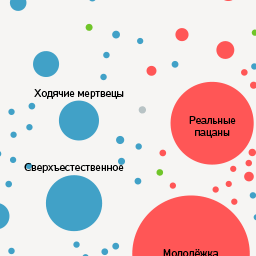 Ходячие мертвецы
Реальные
пацаны
Сверхъестественное
Молодёжка